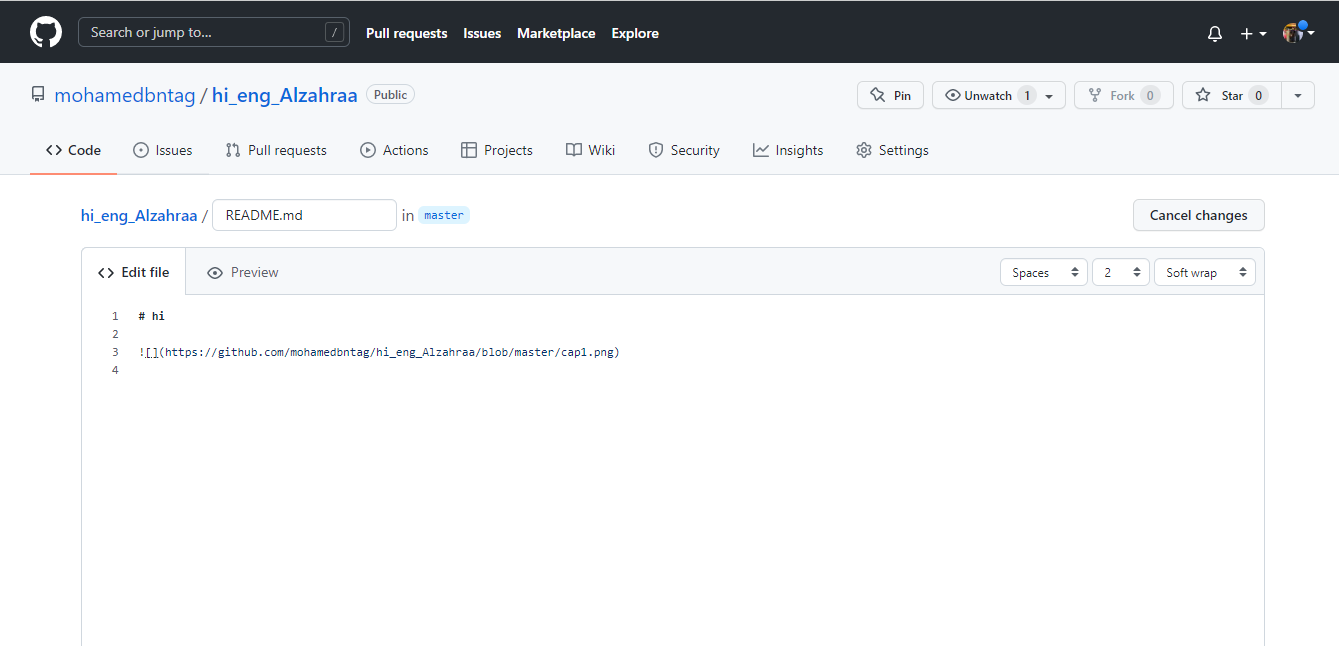 Search or jump to... / Pull requests Issues Marketplace Explore
mohamedbntag / hi_eng_Alzahraa Public Pin Unwatch 1 Fork 0 Star 0
Code Issues Pull requests Actions Projects Wiki Security Insights Settings
hi_eng_Alzahraa / README.md in master Cancel changes
Edit file Preview Spaces 2 Soft wrap
1 # hi
2
3 ![](https://github.com/mohamedbntag/hi_eng_Alzahraa/blob/master/cap1.png)
4